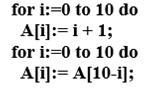 for i:=0 to 10 do
A[i]:= i + 1;
for i:=0 to 10 do
A[i]:= A[10-i];